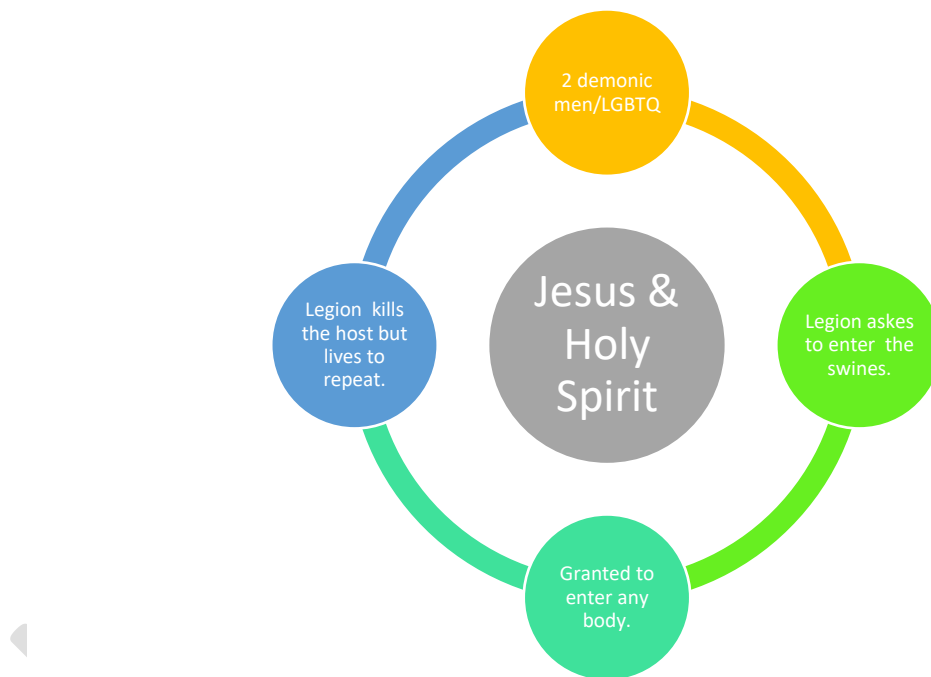 2 demonic
men/LGBTQ
Jesus &
Holy
Spirit
Legion askes
to enter the
swines.
Granted to
enter any
body.
Legion kills
the host but
lives to
repeat.